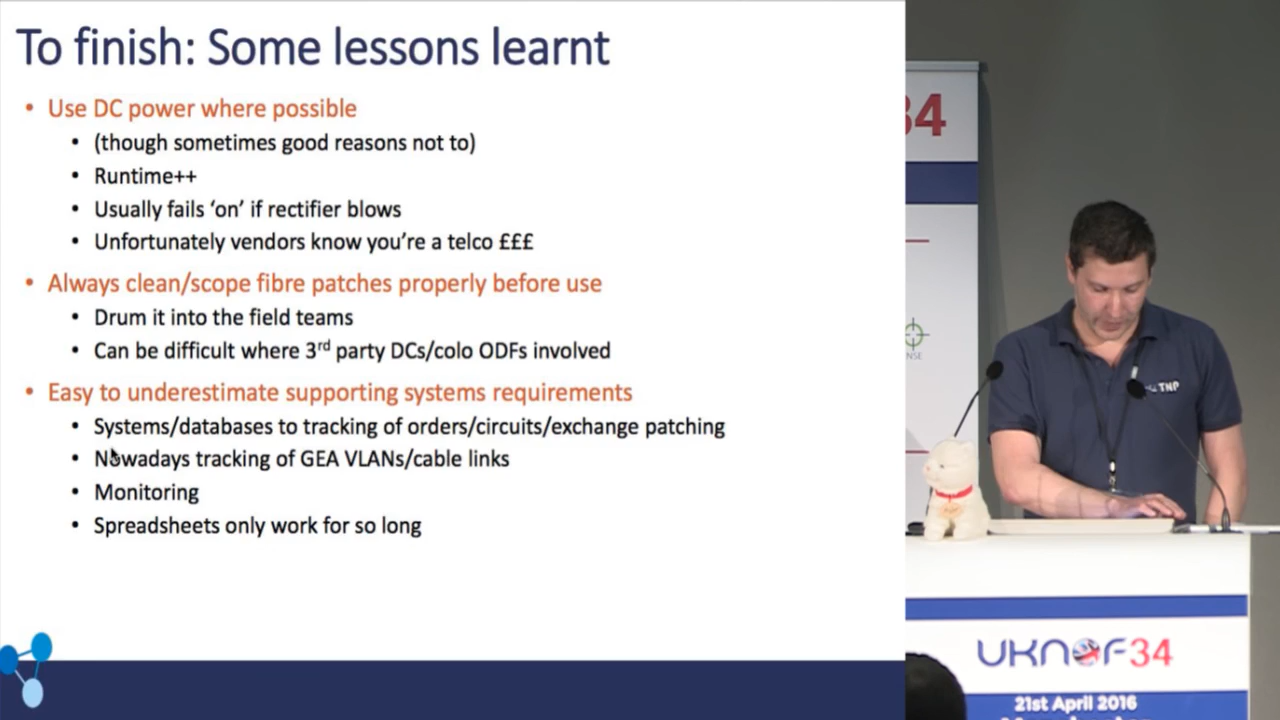 To finish: Some lessons learnt
• Use DC power where possible
• (though sometimes good reasons not to)
• Runtime++
• Usually fails ‘on’ if rectifier blows
• Unfortunately vendors know you’re a telco £££
• Always clean/scope fibre patches properly before use
• Drum it into the field teams
• Can be difficult where 3rd party DCs/colo ODFs involved
• Easy to underestimate supporting systems requirements
• Systems/databases to tracking of orders/circuits/exchange patching
• Nowadays tracking of GEA VLANs/cable links
• Monitoring
• Spreadsheets only work for so long
34
NSE
TNP
UKNOF34
21st April 2016